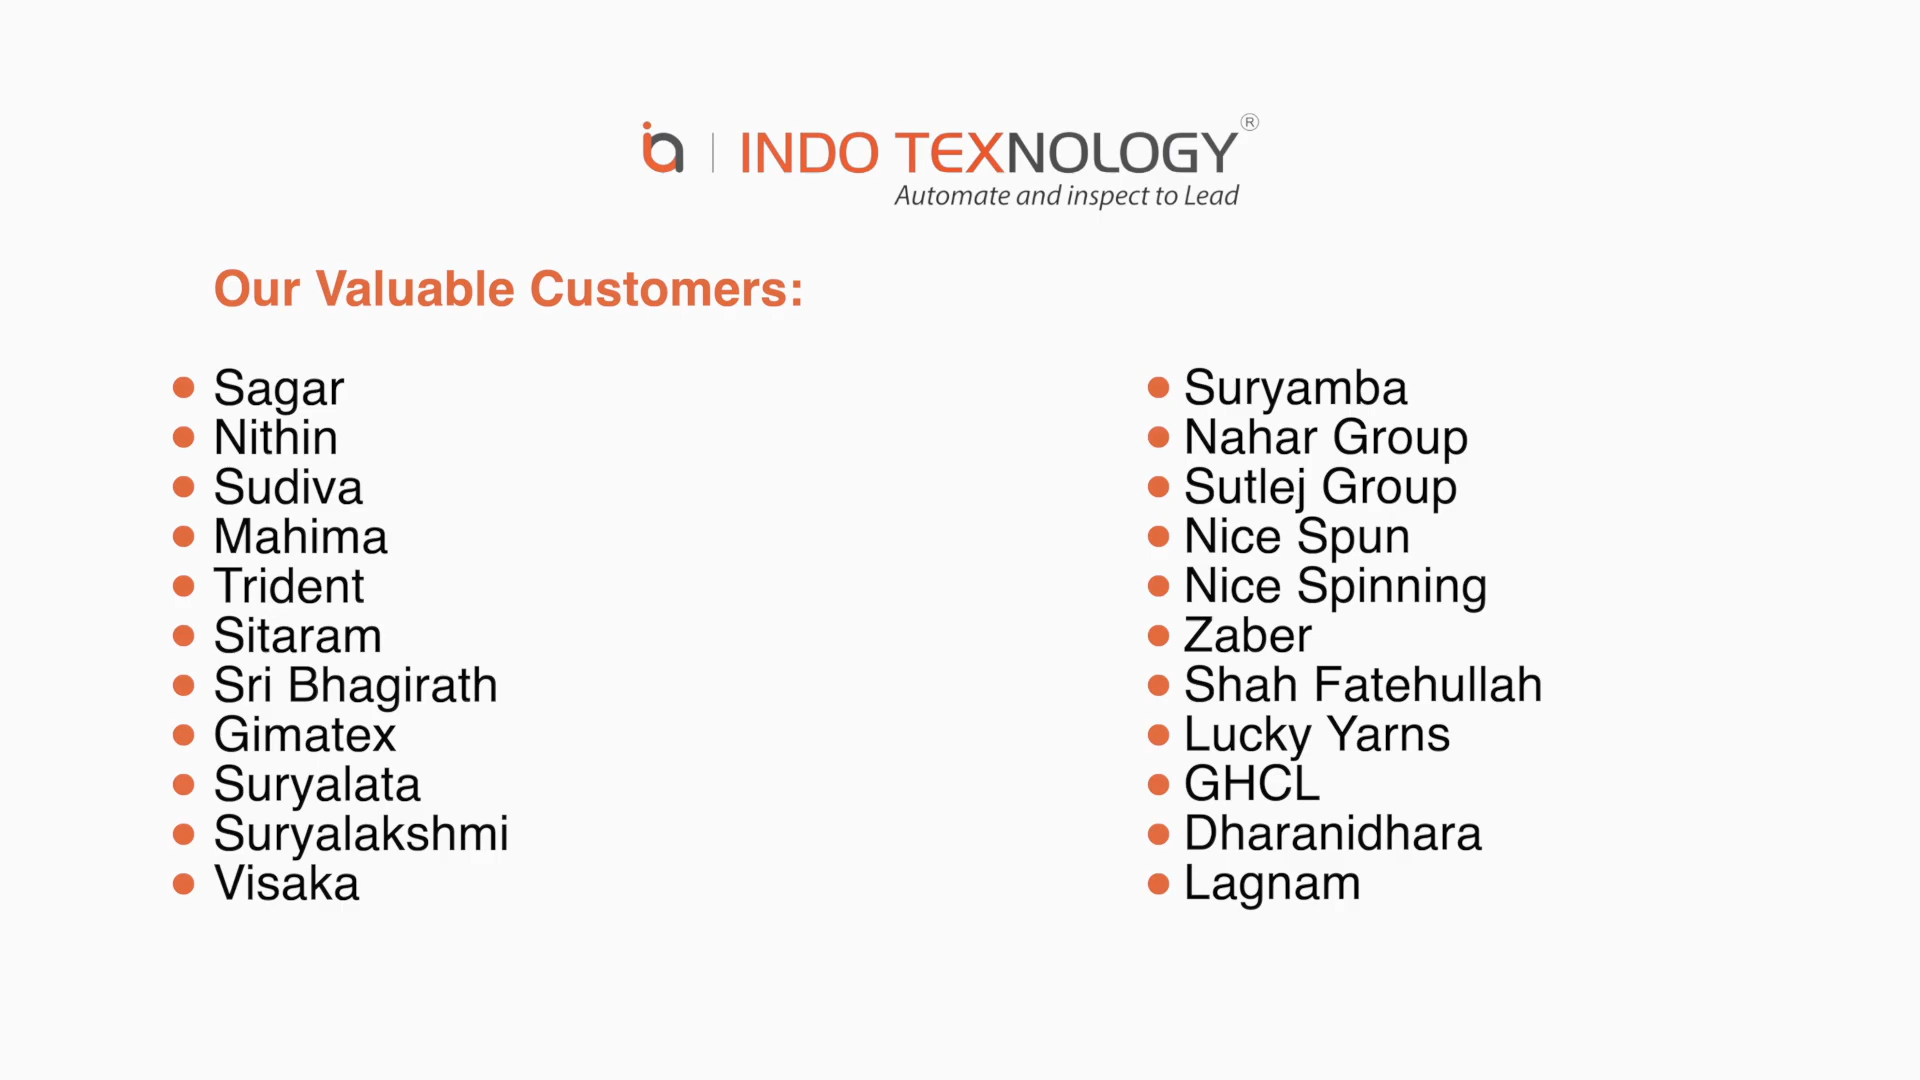 INDO TEXNOLOGY®
Automate and inspect to Lead
Our Valuable Customers:
Sagar
Nithin
Sudiva
Mahima
Trident
Sitaram
Sri Bhagirath
Gimatex
Suryalata
Suryalakshmi
Visaka
Suryamba
Nahar Group
Sutlej Group
Nice Spun
Nice Spinning
Zaber
Shah Fatehullah
Lucky Yarns
GHCL
Dharanidhara
Lagnam